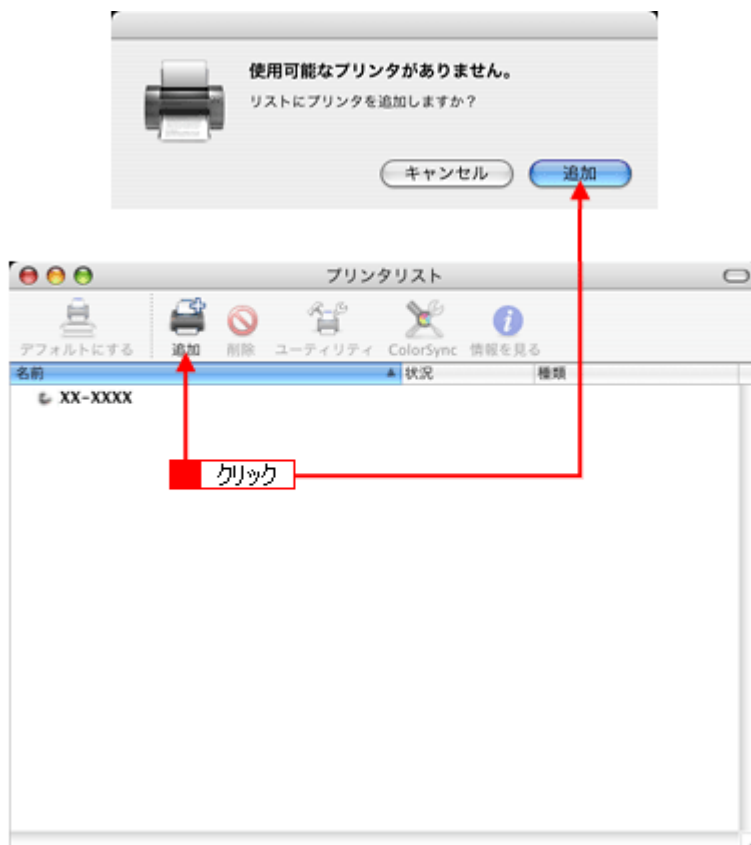 使用可能なプリンタがありません。
リストにプリンタを追加しますか？
キャンセル 追加
プリンタリスト
デフォルトにする 追加 削除 ユーティリティ ColorSync 情報を見る
名前 状況 種類
XX-XXXX
クリック